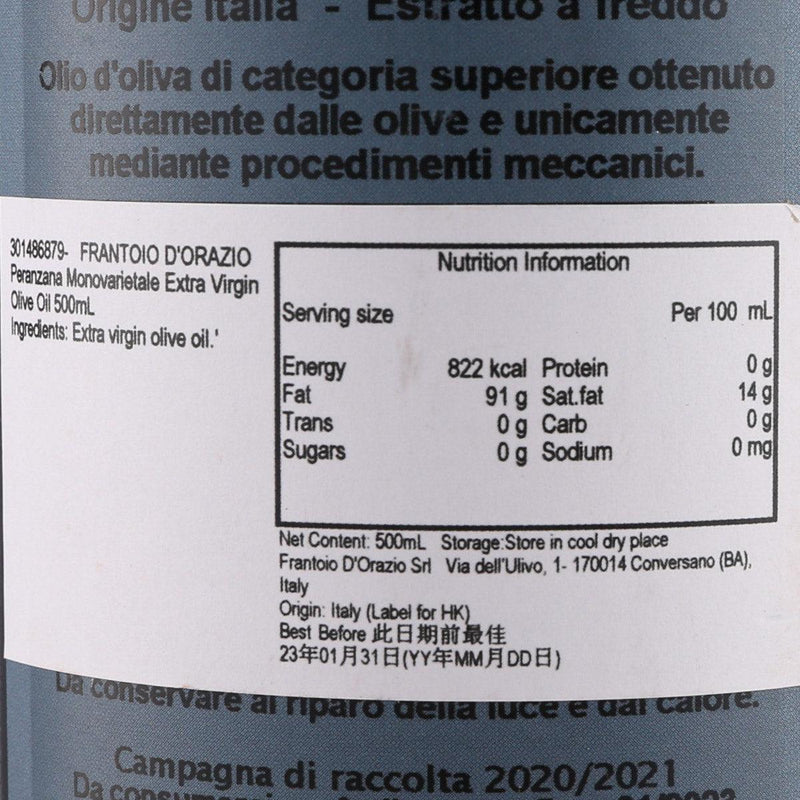 Origine Italia - Estratto a freddo
Olio d'oliva di categoria superiore ottenuto
direttamente dalle olive e unicamente
mediante procedimenti meccanici.
301486879- FRANTOIO D'ORAZIO
Peranzana Monovarietale Extra Virgin
Olive Oil 500mL
Ingredients: Extra virgin olive oil.'
Nutrition Information
Serving size Per 100 mL
Energy 822 kcal Protein 0 g
Fat 91 g Sat.fat 14 g
Trans 0 g Carb 0 g
Sugars 0 g Sodium 0 mg
Net Content: 500mL Storage:Store in cool dry place
Frantoio D'Orazio Srl Via dell'Ulivo, 1- 170014 Conversano (BA),
Italy
Origin: Italy (Label for HK)
Best Before 此日期前最佳
23年01月31日(YY年MM月DD日)
Da conservare al riparo della luce e dal calore.
Campagna di raccolta 2020/2021
Da